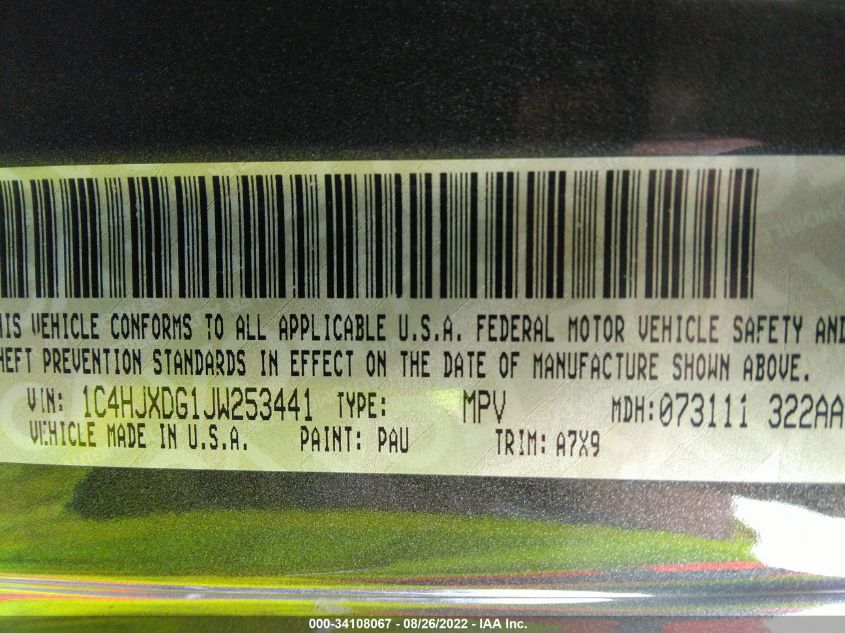 HIS VEHICLE CONFORMS TO ALL APPLICABLE U.S.A. FEDERAL MOTOR VEHICLE SAFETY AND
HEFT PREVENTION STANDARDS IN EFFECT ON THE DATE OF MANUFACTURE SHOWN ABOVE.
VIN: 1C4HJXDG1JW253441 TYPE: MPV MDH:073111 322AA
VEHICLE MADE IN U.S.A. PAINT: PAU TRIM: A7X9
000-34108067 - 08/26/2022 - IAA Inc.